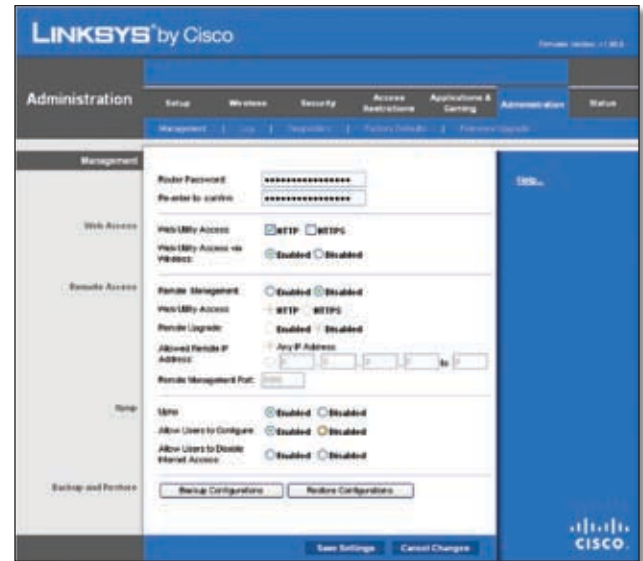 LINKSYS® by Cisco
Firmware Version: v1.00.0
Administration
Setup
Wireless
Security
Access Restrictions
Applications & Gaming
Administration
Status
Management | Log | Diagnostics | Factory Defaults | Firmware Upgrade
Management
Router Password:
Re-enter to confirm:
Help...
Web Access
Web Utility Access: HTTP HTTPS
Web Utility Access via Wireless: Enabled Disabled
Remote Access
Remote Management: Enabled Disabled
Web Utility Access: HTTP HTTPS
Remote Upgrade: Enabled Disabled
Allowed Remote IP Address: Any IP Address
to
Remote Management Port:
UPnP
UPnP: Enabled Disabled
Allow Users to Configure: Enabled Disabled
Allow Users to Disable Internet Access: Enabled Disabled
Backup and Restore
Backup Configurations
Restore Configurations
Save Settings
Cancel Changes
CISCO